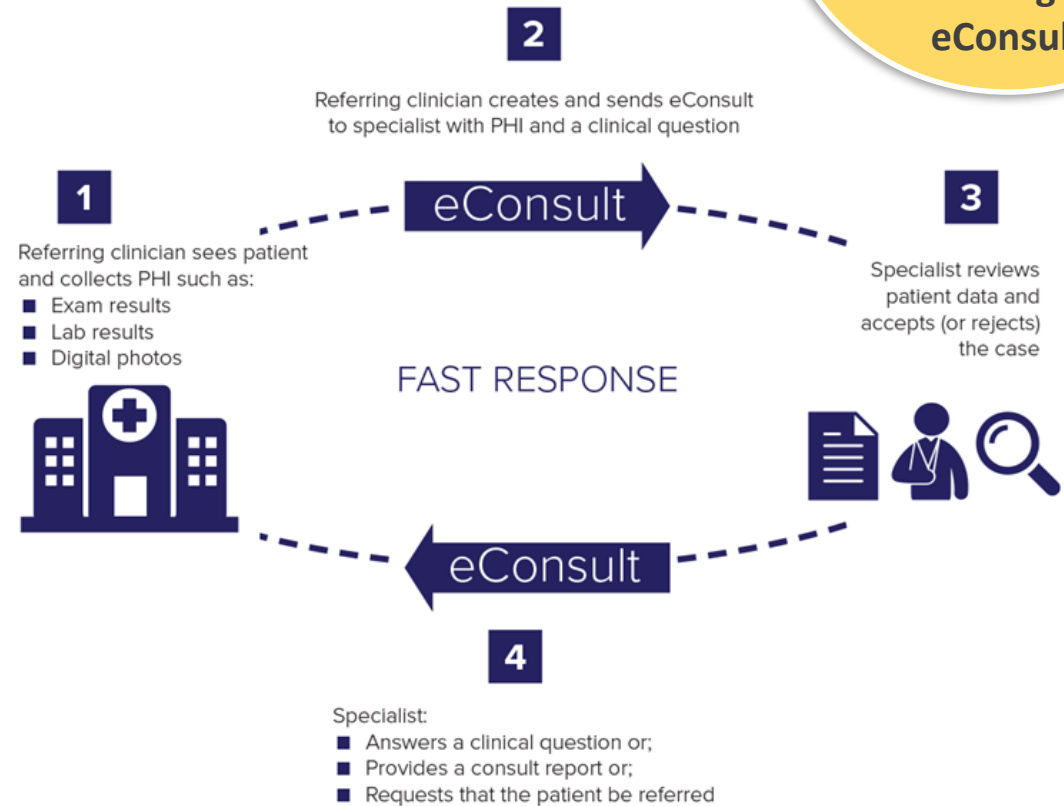 eConsul
2
Referring clinician creates and sends eConsult
to specialist with PHI and a clinical question
eConsult
1
Referring clinician sees patient
and collects PHI such as:
■ Exam results
■ Lab results
■ Digital photos
3
Specialist reviews
patient data and
accepts (or rejects)
the case
FAST RESPONSE
eConsult
4
Specialist:
■ Answers a clinical question or;
■ Provides a consult report or;
■ Requests that the patient be referred